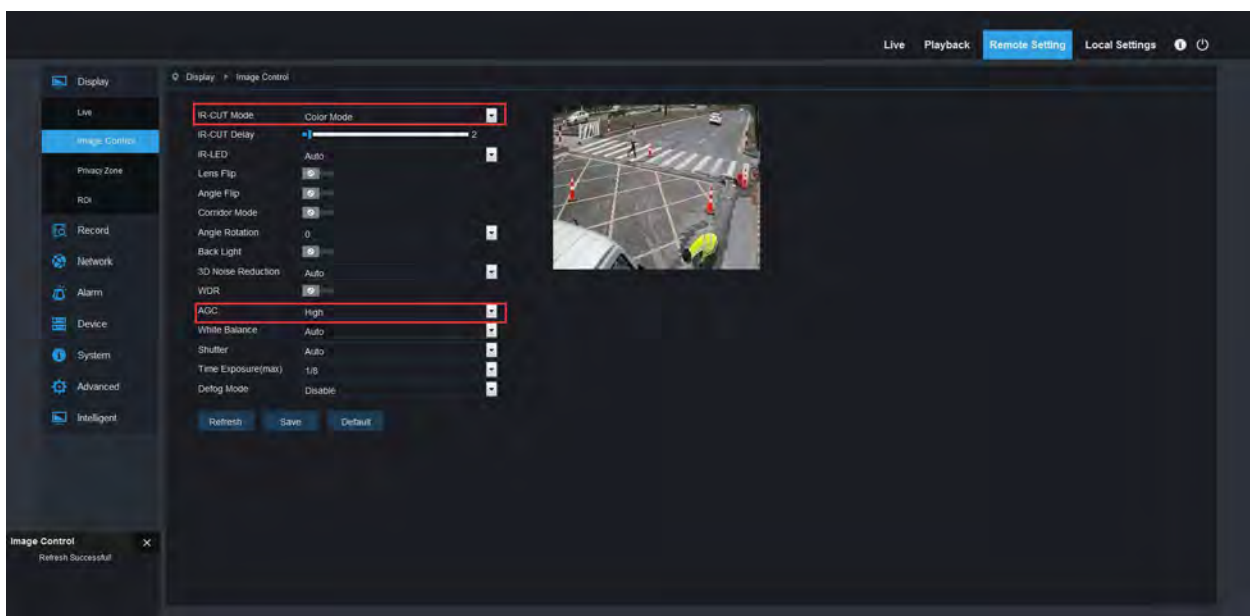 Live Playback Remote Setting Local Settings
Display
Display Image Control
Live
Image Control
Privacy Zone
ROI
Record
Network
Alarm
Device
System
Advanced
Intelligent
IR-CUT Mode Color Mode
IR-CUT Delay 2
IR-LED Auto
Lens Flip
Angle Flip
Corridor Mode
Angle Rotation 0
Back Light
3D Noise Reduction Auto
WDR
AGC High
White Balance Auto
Shutter Auto
Time Exposure(max) 1/8
Defog Mode Disable
Refresh Save Default
Image Control
Refresh Successful!